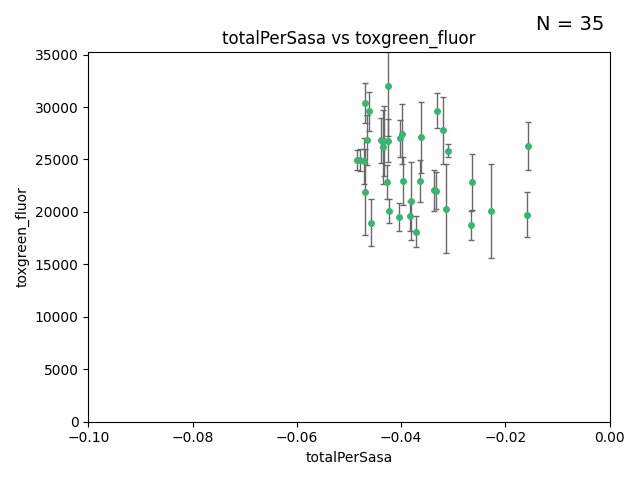 N = 35
totalPerSasa vs toxgreen_fluor
35000
30000
25000
20000
15000
10000
5000
0
toxgreen_fluor
−0.10 −0.08 −0.06 −0.04 −0.02 0.00
totalPerSasa